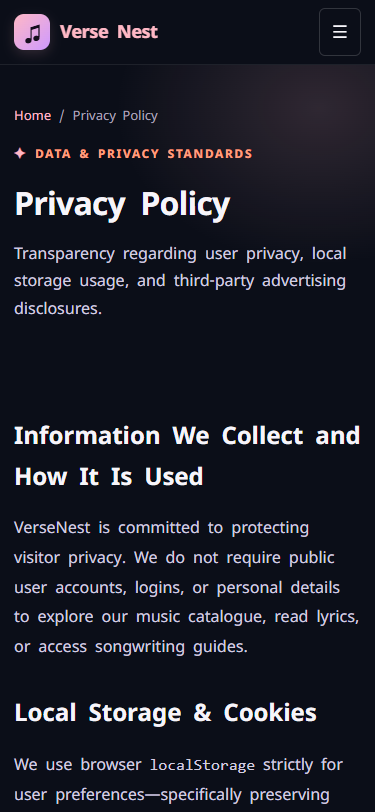 Verse Nest
Home / Privacy Policy
DATA & PRIVACY STANDARDS
Privacy Policy
Transparency regarding user privacy, local
storage usage, and third-party advertising
disclosures.
Information We Collect and
How It Is Used
VerseNest is committed to protecting
visitor privacy. We do not require public
user accounts, logins, or personal details
to explore our music catalogue, read lyrics,
or access songwriting guides.
Local Storage & Cookies
We use browser localStorage strictly for
user preferences—specifically preserving